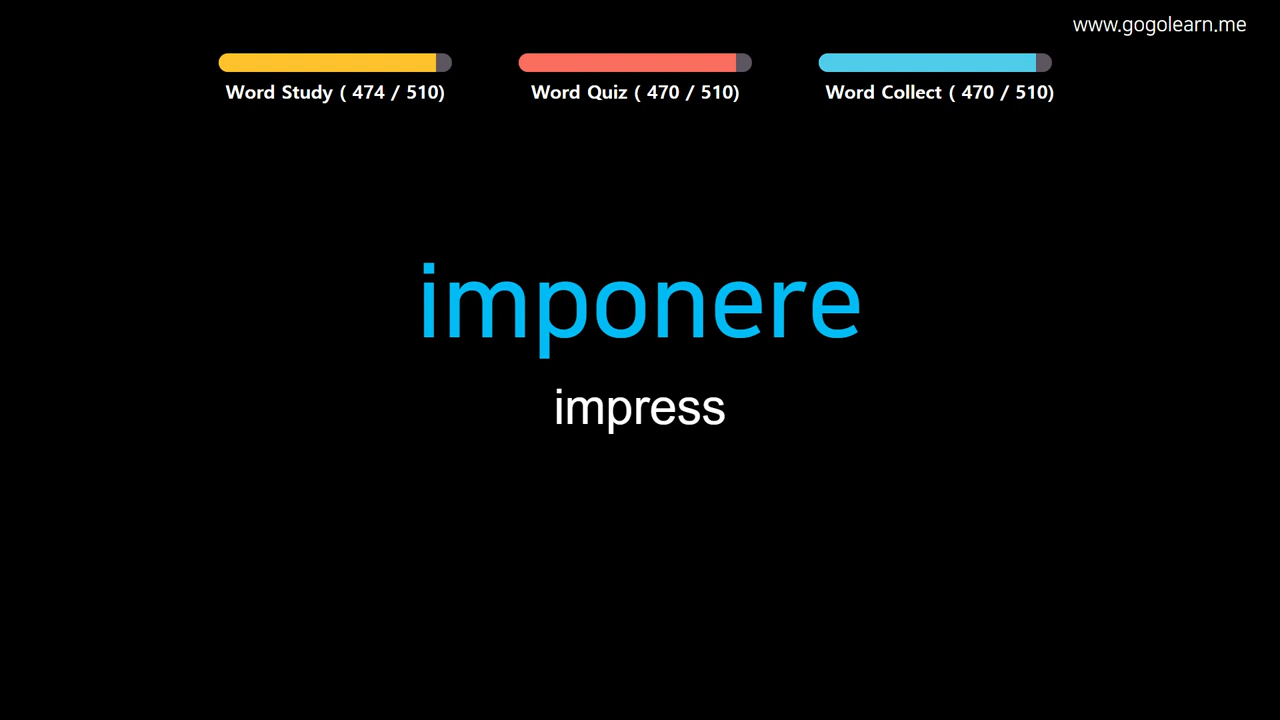 www.gogolearn.me
Word Study ( 474 / 510)
Word Quiz ( 470 / 510)
Word Collect ( 470 / 510)
imponere
impress